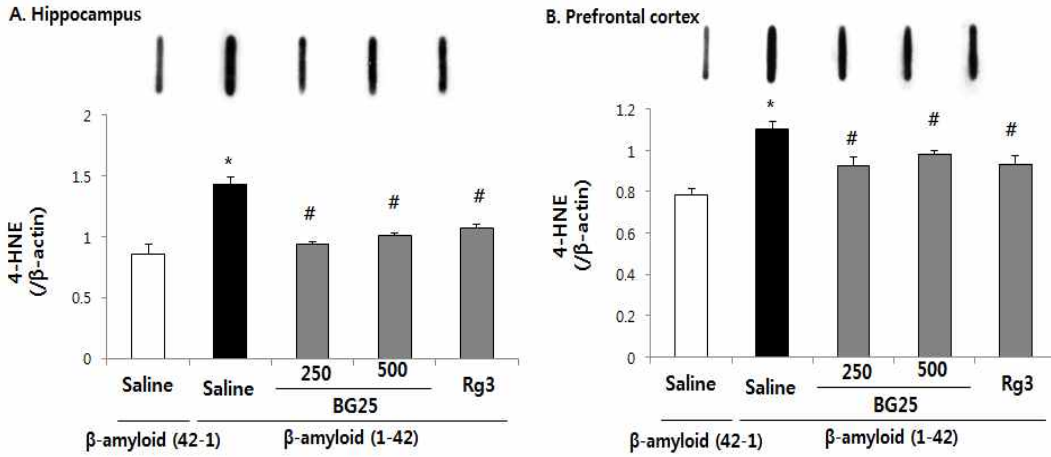 A. Hippocampus
2
1.5
1
0.5
0
4-HNE
(/β-actin)
*
#
#
#
Saline
Saline
250
500
Rg3
BG25
β-amyloid (42-1)
β-amyloid (1-42)
B. Prefrontal cortex
1.2
1
0.8
0.6
0.4
0.2
0
4-HNE
(/β-actin)
*
#
#
#
Saline
Saline
250
500
Rg3
BG25
β-amyloid (42-1)
β-amyloid (1-42)